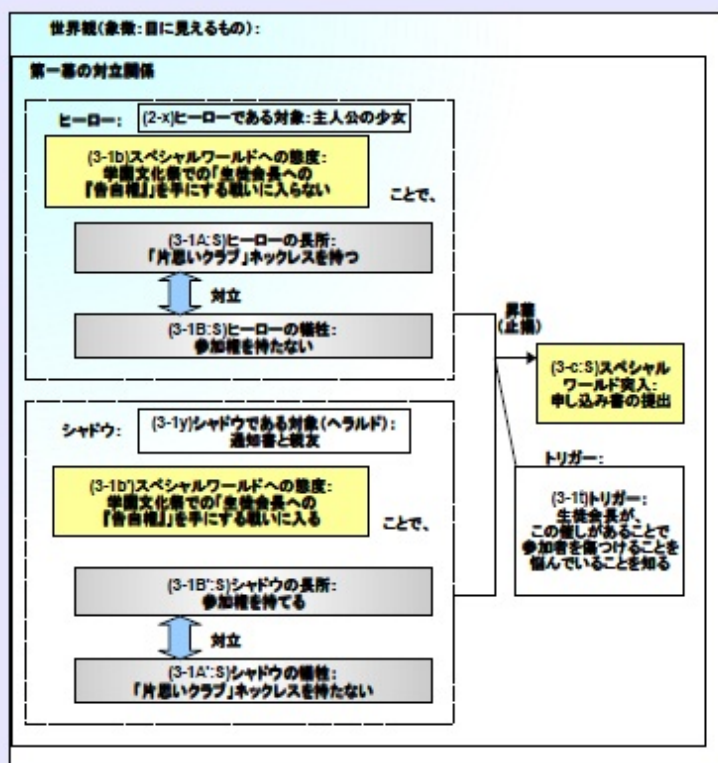 世界観(象徴:目に見えるもの):
第一幕の対立関係
ヒーロー:
(2-x)ヒーローである対象:主人公の少女
(3-1b)スペシャルワールドへの態度:
学園文化祭での「生徒会長への
『告白権』」を手にする戦いに入らない
ことで、
(3-1A:S)ヒーローの長所:
「片思いクラブ」ネックレスを持つ
対立
(3-1B:S)ヒーローの犠牲:
参加権を持たない
シャドウ:
(3-1y)シャドウである対象(ヘラルド):
通知書と親友
(3-1b')スペシャルワールドへの態度:
学園文化祭での「生徒会長への
『告白権』」を手にする戦いに入る
ことで、
(3-1B':S)シャドウの長所:
参加権を持てる
対立
(3-1A':S)シャドウの犠牲:
「片思いクラブ」ネックレスを持たない
昇華
(止揚)
(3-c:S)スペシャル
ワールド突入:
申し込み書の提出
トリガー:
(3-1t)トリガー:
生徒会長が、
この催しがあることで
参加者を傷つけることを
悩んでいることを知る